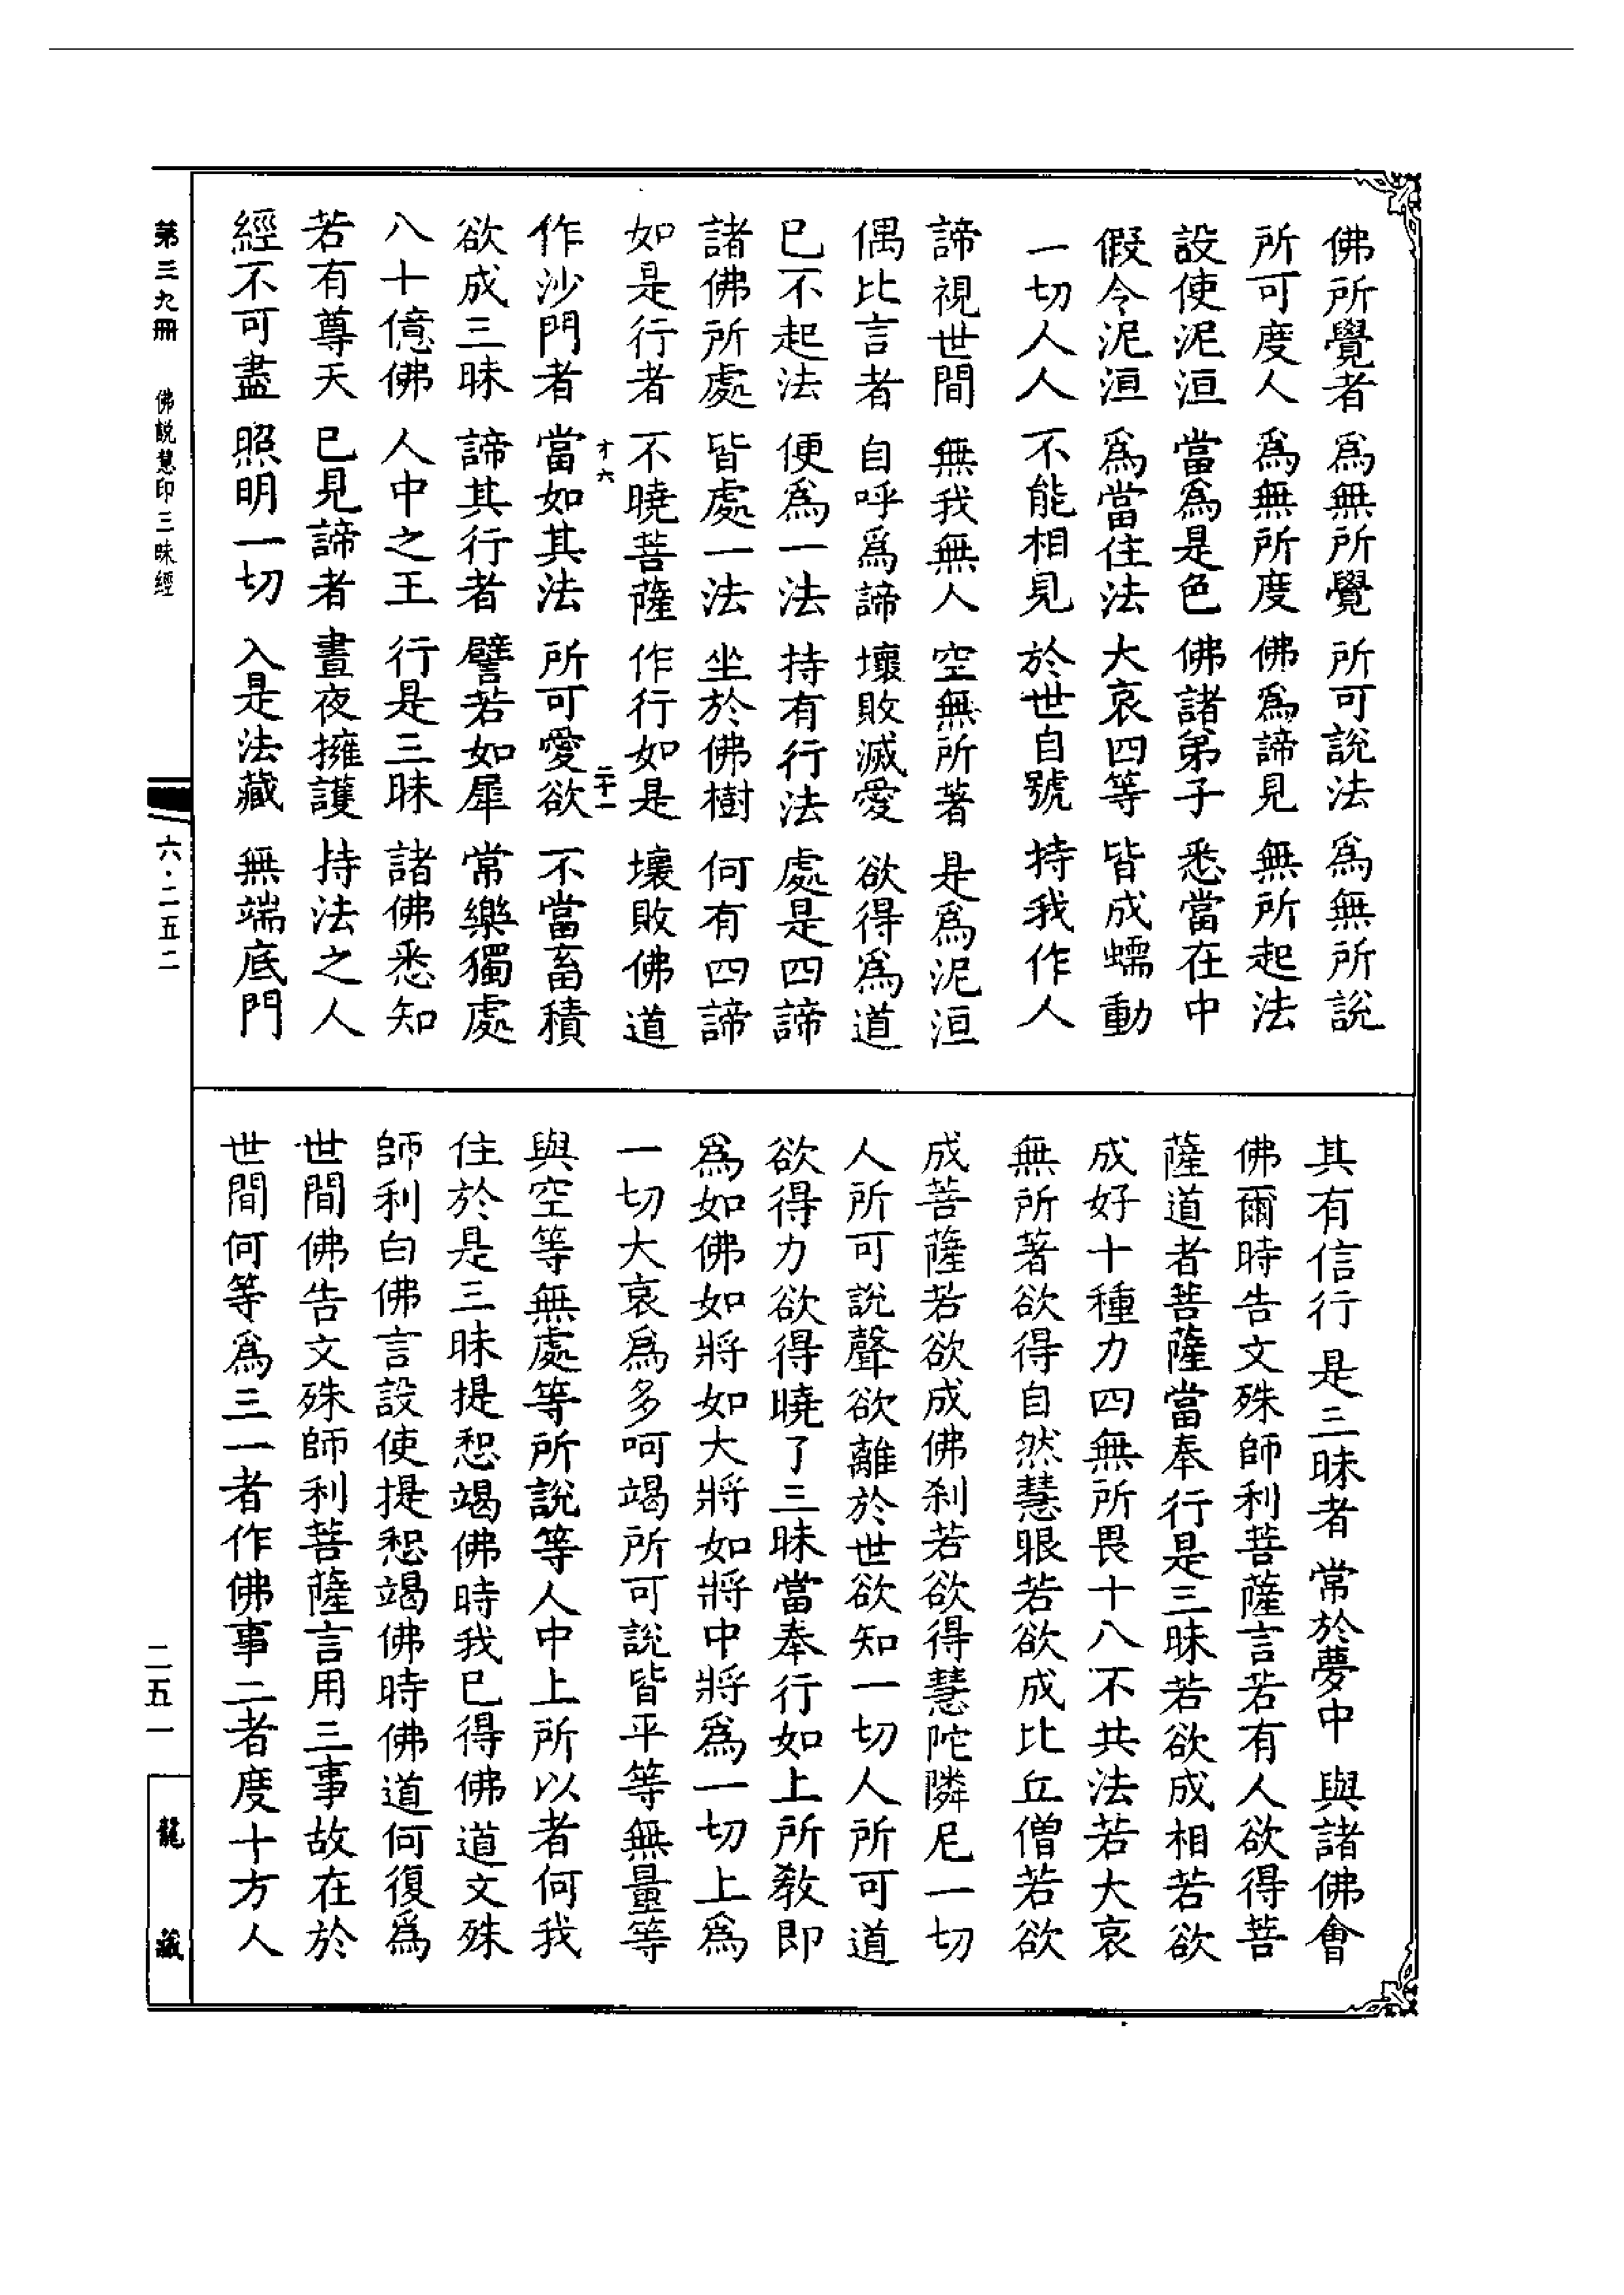 佛所覺者 爲無所覺 所可說法 爲無所說
所可度人 爲無所度 佛爲諦見 無所起法
設使泥洹 當爲是色 佛諸弟子 悉當在中
假令泥洹 爲當住法 大哀四等 皆成蠕動
一切人人 不能相見 於世自號 持我作人
諦視世間 無我無人 空無所著 是爲泥洹
偶比言者 自呼爲諦 壞敗滅愛 欲得爲道
已不起法 便爲一法 持有行法 處是四諦
諸佛所處 皆處一法 坐於佛樹 何有四諦
如是行者 不曉菩薩 作行如是 壞敗佛道
才六 二十一
作沙門者 當如其法 所可愛欲 不當畜積
欲成三昧 諦其行者 譬若如犀 常樂獨處
八十億佛 人中之王 行是三昧 諸佛悉知
若有尊天 已見諦者 晝夜擁護 持法之人
經不可盡 照明一切 入是法藏 無端底門
其有信行 是三昧者 常於夢中 與諸佛會
佛爾時告文殊師利菩薩言若有人欲得菩
薩道者菩薩當奉行是三昧若欲成相若欲
成好十種力四無所畏十八不共法若大哀
無所著欲得自然慧眼若欲成比丘僧若欲
成菩薩若欲成佛刹若欲得慧陀隣尼一切
人所可說聲欲離於世欲知一切人所可道
欲得力欲得曉了三昧當奉行如上所教即
爲如佛如將如大將如將中將爲一切上爲
一切大哀爲多呵竭所可說皆平等無量等
與空等無處等所說等人中上所以者何我
住於是三昧提惒竭佛時我已得佛道文殊
師利白佛言設使提惒竭佛時佛道何復爲
世間佛告文殊師利菩薩言用三事故在於
世間何等爲三一者作佛事二者度十方人
第三九冊 佛說慧印三昧經
六·二五二
二五一
龍藏